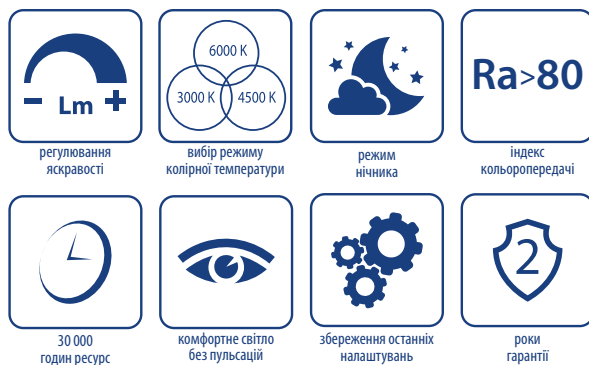 6000 K
3000 K 4500 K
- Lm +
Ra>80
регулювання
яскравості
вибір режиму
колірної температури
режим
нічника
індекс
кольоропередачі
2
30 000
годин ресурс
комфортне світло
без пульсацій
збереження останніх
налаштувань
роки
гарантії